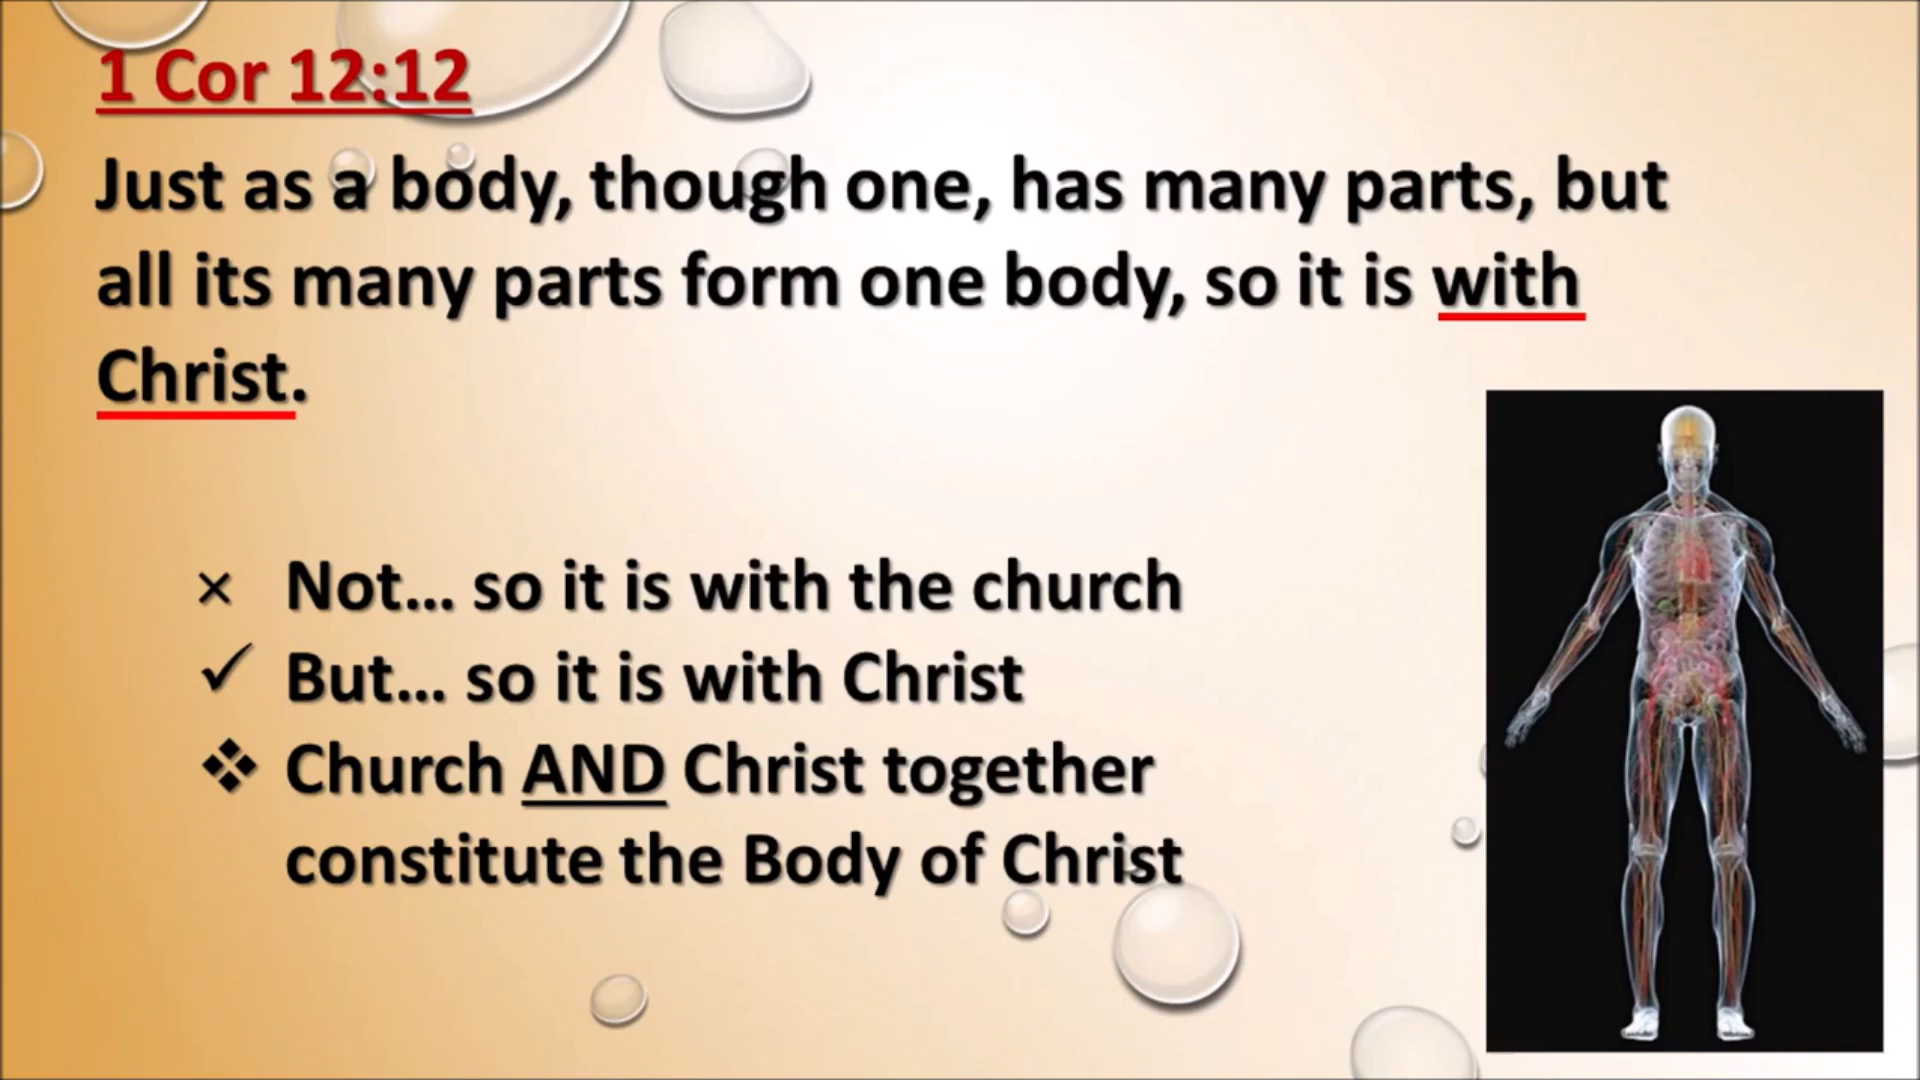 1 Cor 12:12
Just as a body, though one, has many parts, but
all its many parts form one body, so it is with
Christ.
× Not... so it is with the church
✓ But... so it is with Christ
❖ Church AND Christ together
constitute the Body of Christ